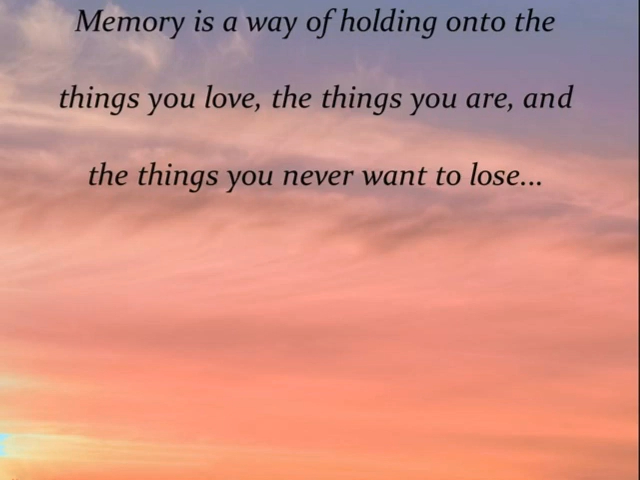 Memory is a way of holding onto the
things you love, the things you are, and
the things you never want to lose...